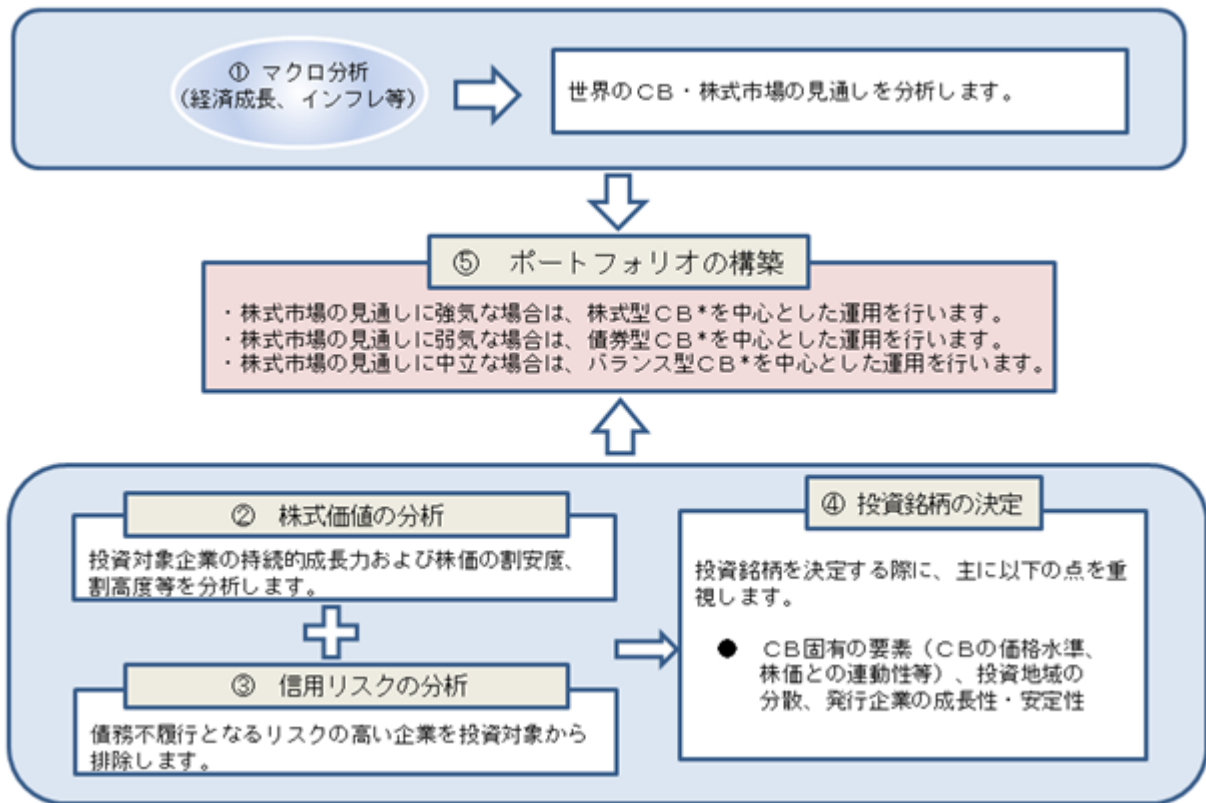 ① マクロ分析
（経済成長、インフレ等）
世界のＣＢ・株式市場の見通しを分析します。
⑤　ポートフォリオの構築
・株式市場の見通しに強気な場合は、株式型ＣＢ*を中心とした運用を行います。
・株式市場の見通しに弱気な場合は、債券型ＣＢ*を中心とした運用を行います。
・株式市場の見通しに中立な場合は、バランス型ＣＢ*を中心とした運用を行います。
②　株式価値の分析
投資対象企業の持続的成長力および株価の割安度、
割高度等を分析します。
③　信用リスクの分析
債務不履行となるリスクの高い企業を投資対象から
排除します。
④ 投資銘柄の決定
投資銘柄を決定する際に、主に以下の点を重
視します。
●　ＣＢ固有の要素（ＣＢの価格水準、
株価との連動性等）、投資地域の
分散、発行企業の成長性・安定性